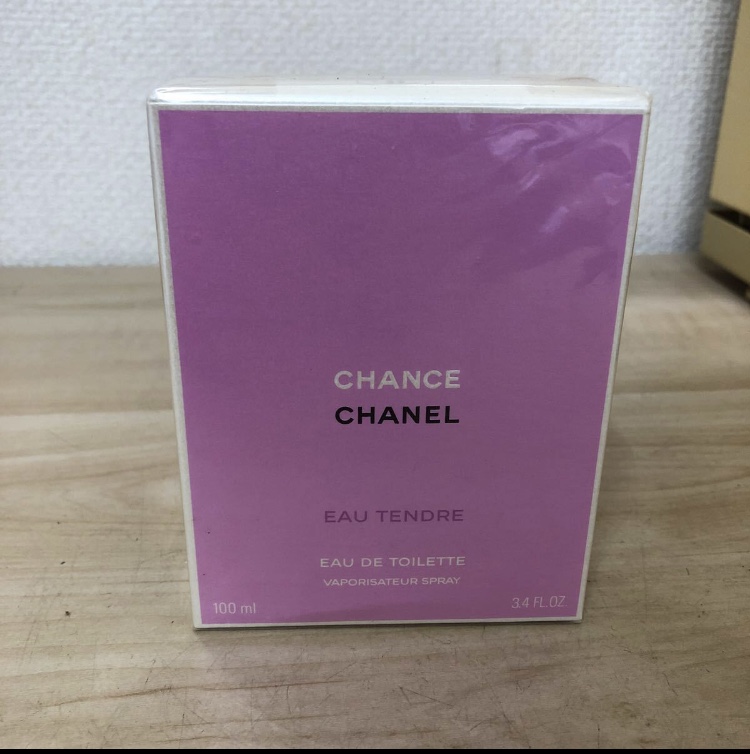 CHANCE
CHANEL
EAU TENDRE
EAU DE TOILETTE
VAPORISATEUR SPRAY
100 ml 3.4 FL.OZ.